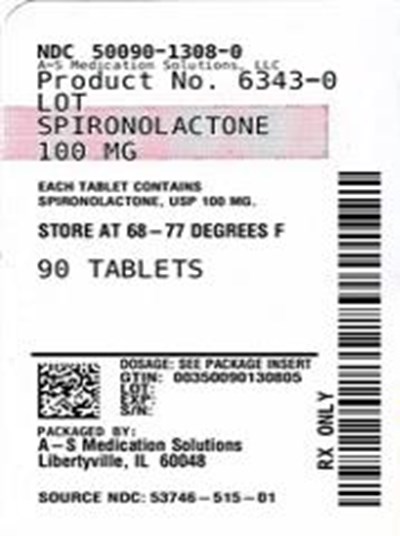 NDC 50090-1308-0
A-S Medication Solutions, LLC
Product No. 6343-0
LOT
SPIRONOLACTONE
100 MG
EACH TABLET CONTAINS
SPIRONOLACTONE, USP 100 MG.
STORE AT 68-77 DEGREES F
90 TABLETS
DOSAGE: SEE PACKAGE INSERT
GTIN: 00350090130805
LOT:
EXP:
S/N:
PACKAGED BY:
A-S Medication Solutions
Libertyville, IL 60048
SOURCE NDC: 53746-515-01
RX ONLY